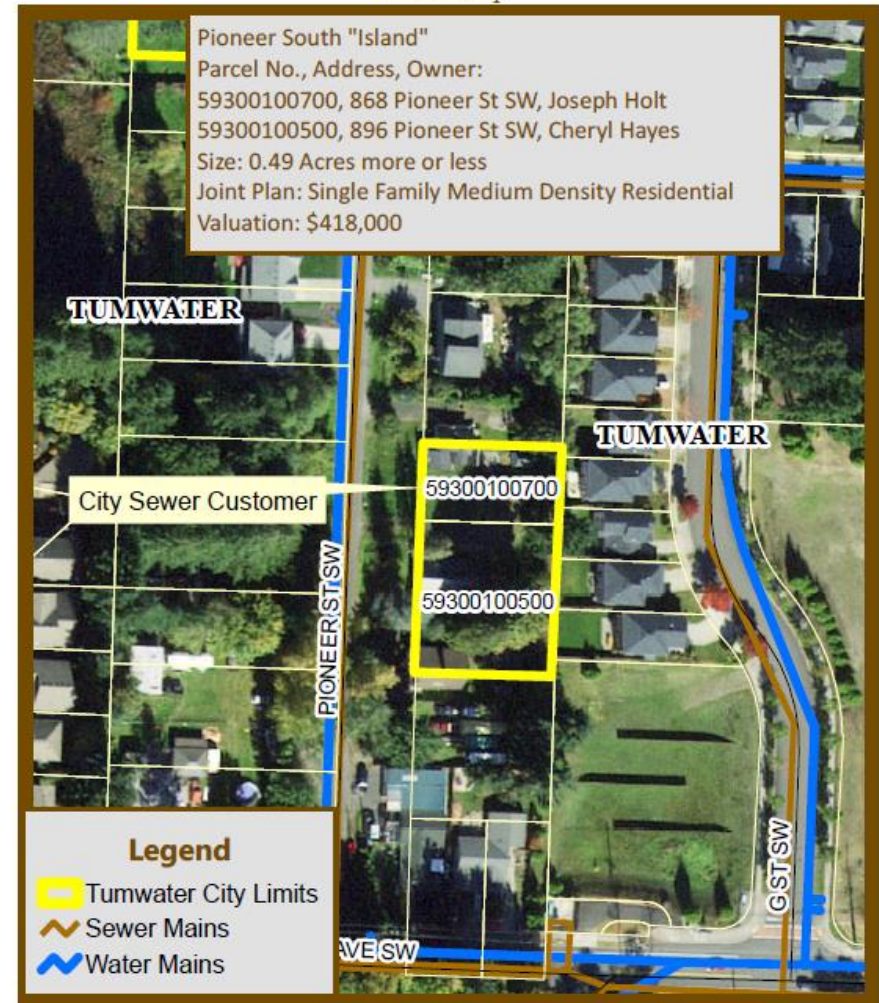 Pioneer South "Island"
Parcel No., Address, Owner:
59300100700, 868 Pioneer St SW, Joseph Holt
59300100500, 896 Pioneer St SW, Cheryl Hayes
Size: 0.49 Acres more or less
Joint Plan: Single Family Medium Density Residential
Valuation: $418,000
TUMWATER
TUMWATER
City Sewer Customer
59300100700
59300100500
PIONEER ST SW
G ST SW
AVE SW
Legend
Tumwater City Limits
Sewer Mains
Water Mains